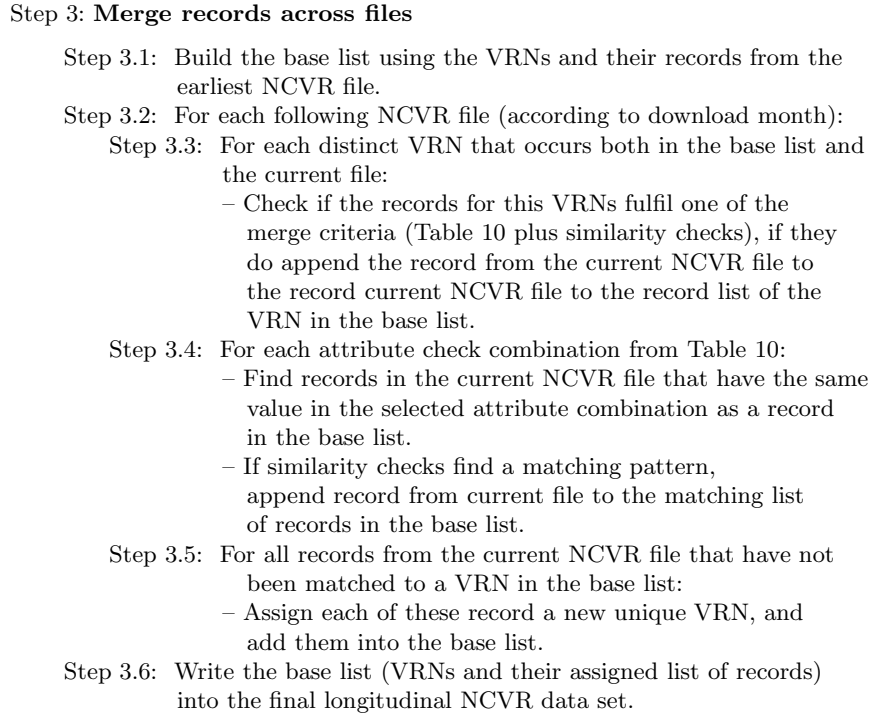 Step 3: Merge records across files
Step 3.1: Build the base list using the VRNs and their records from the
earliest NCVR file.
Step 3.2: For each following NCVR file (according to download month):
Step 3.3: For each distinct VRN that occurs both in the base list and
the current file:
– Check if the records for this VRNs fulfil one of the
merge criteria (Table 10 plus similarity checks), if they
do append the record from the current NCVR file to
the record current NCVR file to the record list of the
VRN in the base list.
Step 3.4: For each attribute check combination from Table 10:
– Find records in the current NCVR file that have the same
value in the selected attribute combination as a record
in the base list.
– If similarity checks find a matching pattern,
append record from current file to the matching list
of records in the base list.
Step 3.5: For all records from the current NCVR file that have not
been matched to a VRN in the base list:
– Assign each of these record a new unique VRN, and
add them into the base list.
Step 3.6: Write the base list (VRNs and their assigned list of records)
into the final longitudinal NCVR data set.